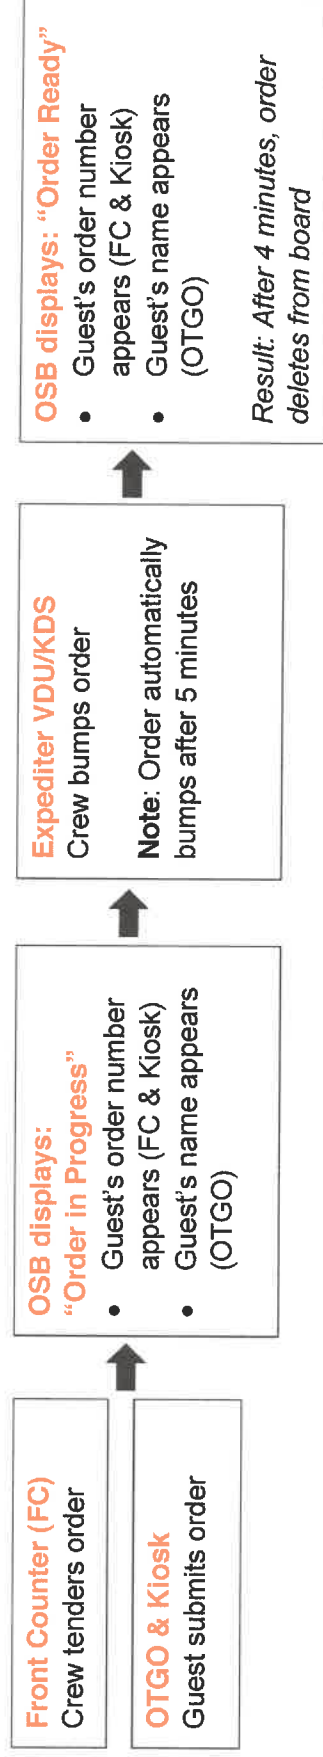 Front Counter (FC)
Crew tenders order
OTGO & Kiosk
Guest submits order
OSB displays:
“Order in Progress”
• Guest's order number
appears (FC & Kiosk)
• Guest's name appears
(OTGO)
Expediter VDU/KDS
Crew bumps order
Note: Order automatically
bumps after 5 minutes
OSB displays: “Order Ready”
• Guest's order number
appears (FC & Kiosk)
• Guest's name appears
(OTGO)
Result: After 4 minutes, order
deletes from board